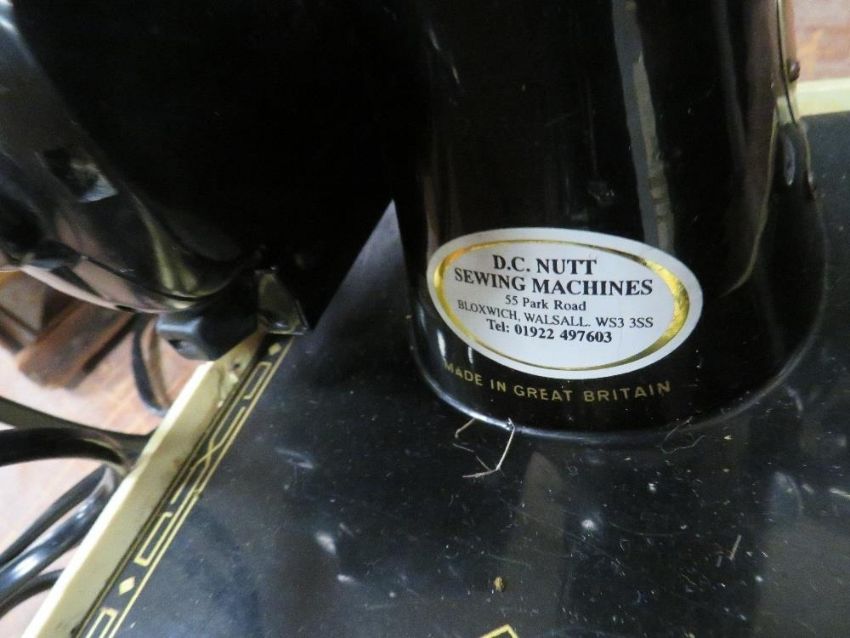 D.C. NUTT
SEWING MACHINES
55 Park Road
BLOXWICH, WALSALL. WS3 3SS
Tel: 01922 497603
MADE IN GREAT BRITAIN